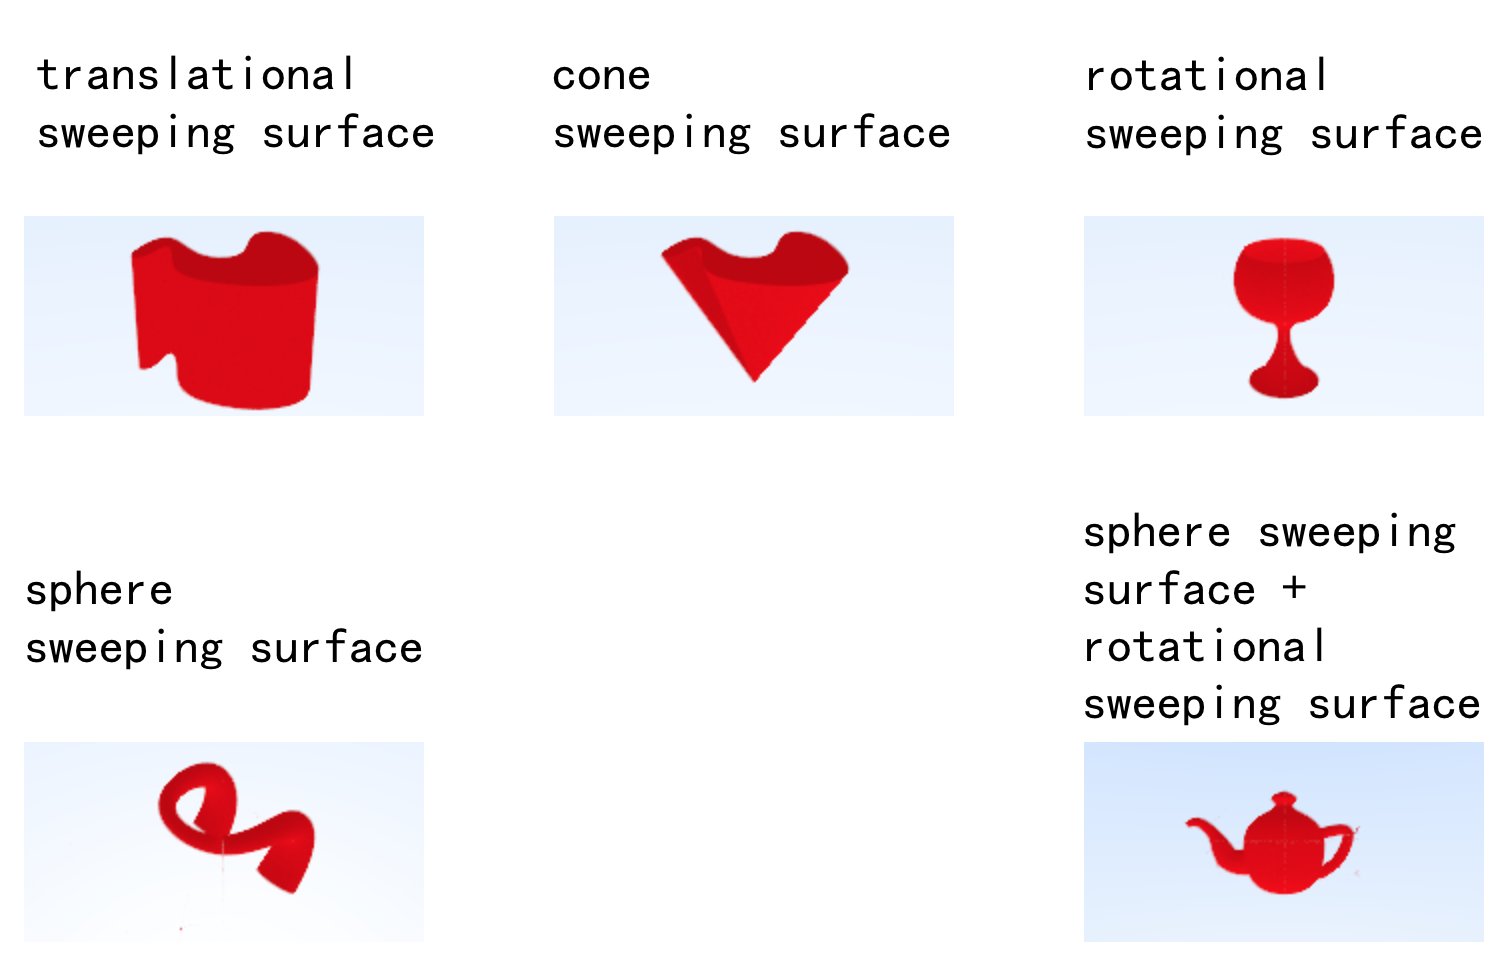 translational
sweeping surface
cone
sweeping surface
rotational
sweeping surface
sphere
sweeping surface
sphere sweeping
surface +
rotational
sweeping surface